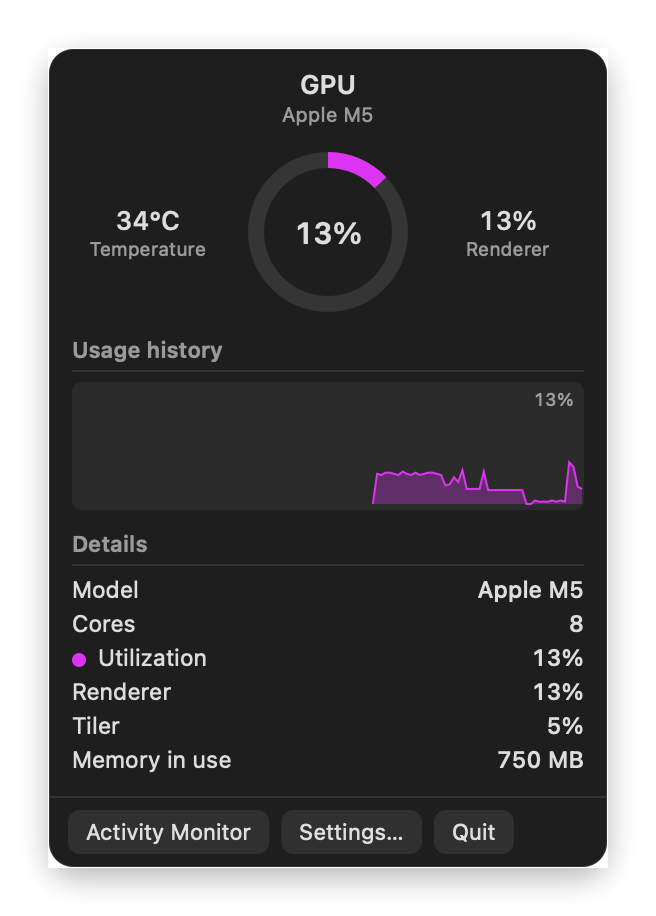 GPU
Apple M5
34°C
Temperature
13%
13%
Renderer
Usage history
13%
Details
Model Apple M5
Cores 8
Utilization 13%
Renderer 13%
Tiler 5%
Memory in use 750 MB
Activity Monitor Settings... Quit